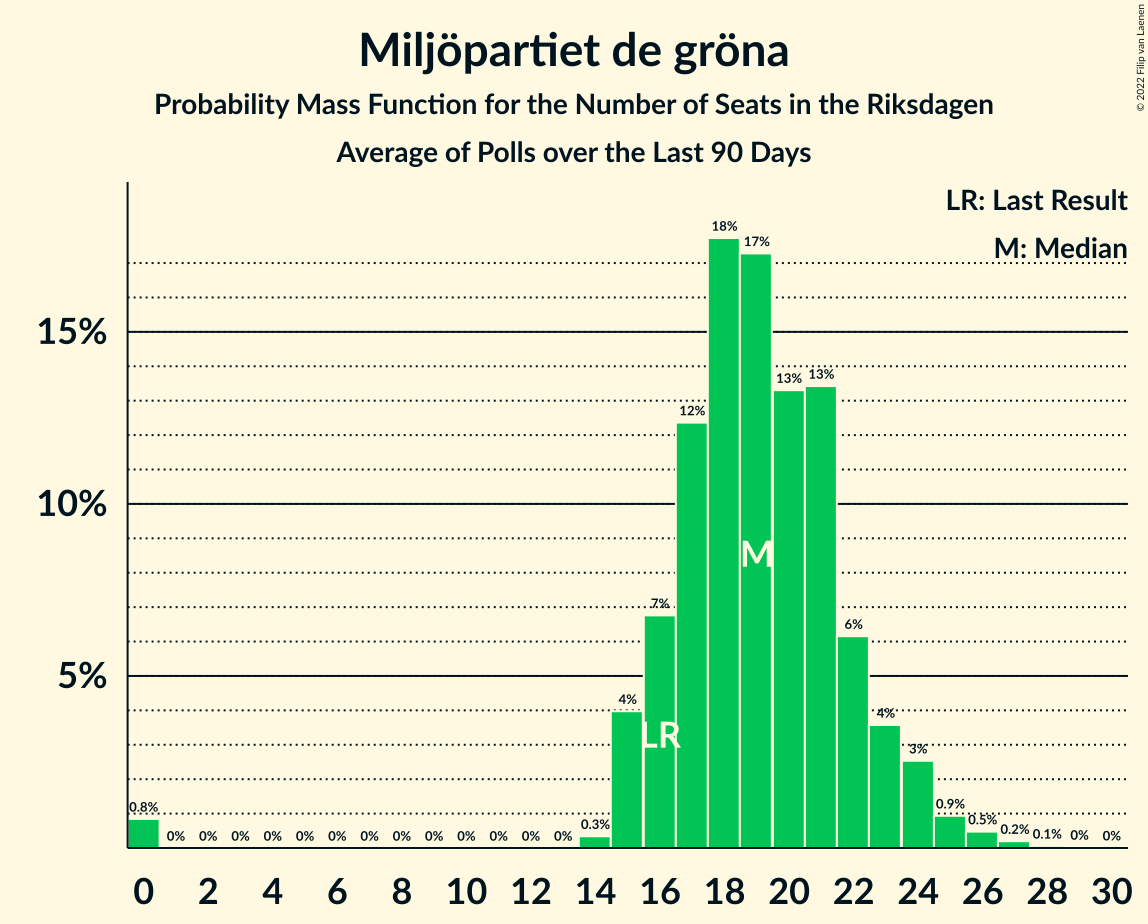 Miljöpartiet de gröna
Probability Mass Function for the Number of Seats in the Riksdagen
Average of Polls over the Last 90 Days
© 2022 Filip van Laenen
LR: Last Result
M: Median
15%
10%
5%
0.8% 0% 0% 0% 0% 0% 0% 0% 0% 0% 0% 0% 0% 0% 0.3% 4% 7% 12% 18% 17% 13% 13% 6% 4% 3% 0.9% 0.5% 0.2% 0.1% 0% 0%
LR
M
0 2 4 6 8 10 12 14 16 18 20 22 24 26 28 30